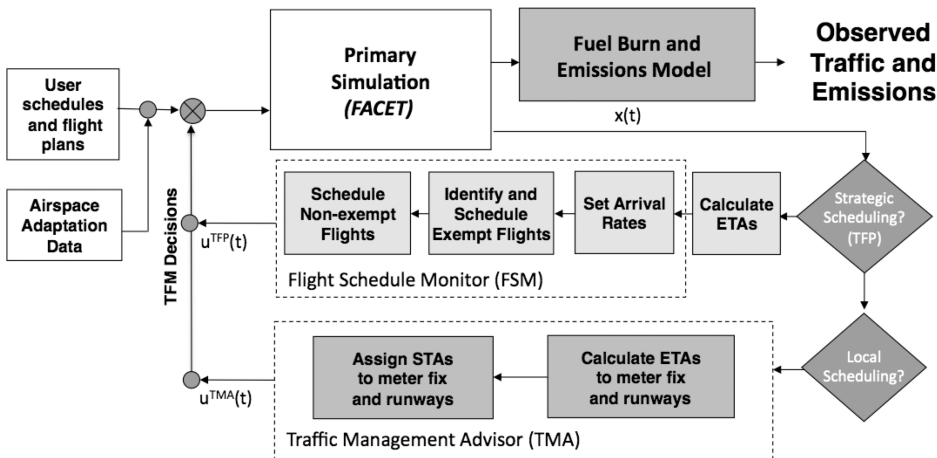 User
schedules
and flight
plans
Airspace
Adaptation
Data
Primary
Simulation
(FACET)
Fuel Burn and
Emissions Model
Observed
Traffic and
Emissions
x(t)
Strategic
Scheduling?
(TFP)
Calculate
ETAs
Set Arrival
Rates
Identify and
Schedule
Exempt Flights
Schedule
Non-exempt
Flights
Flight Schedule Monitor (FSM)
uTFP(t)
TFM Decisions
Local
Scheduling?
Calculate ETAs
to meter fix
and runways
Assign STAs
to meter fix
and runways
Traffic Management Advisor (TMA)
uTMA(t)